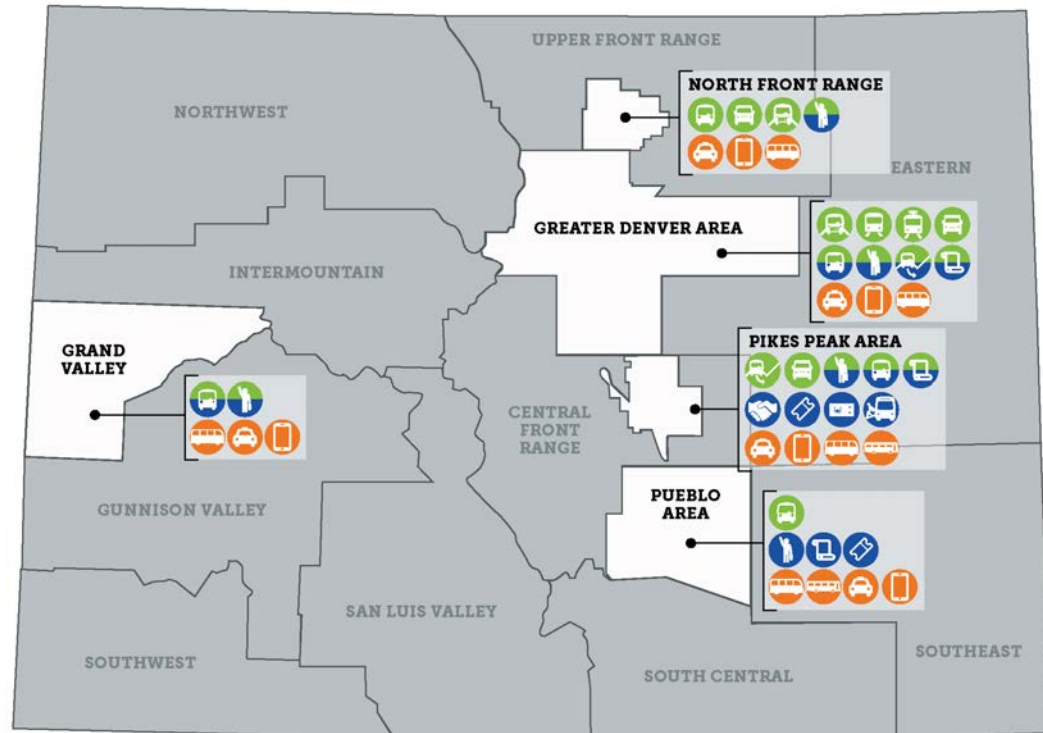 UPPER FRONT RANGE
NORTHWEST
NORTH FRONT RANGE
EASTERN
GREATER DENVER AREA
INTERMOUNTAIN
GRAND
VALLEY
PIKES PEAK AREA
CENTRAL
FRONT
RANGE
GUNNISON VALLEY
PUEBLO
AREA
SAN LUIS VALLEY
SOUTHWEST
SOUTH CENTRAL
SOUTHEAST